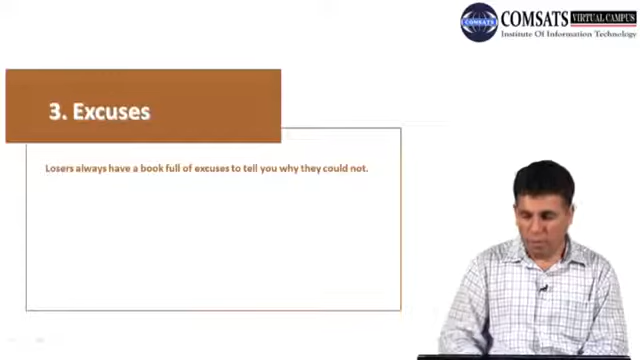 COMSATS VIRTUAL CAMPUS
Institute Of Information Technology
COMSATS
3. Excuses
Losers always have a book full of excuses to tell you why they could not.